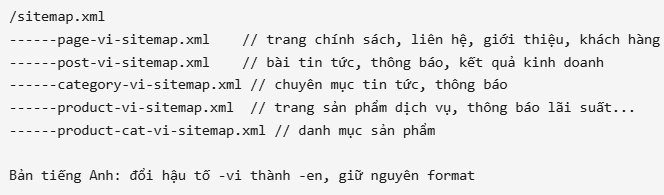 /sitemap.xml
------page-vi-sitemap.xml    // trang chính sách, liên hệ, giới thiệu, khách hàng
------post-vi-sitemap.xml    // bài tin tức, thông báo, kết quả kinh doanh
------category-vi-sitemap.xml // chuyên mục tin tức, thông báo
------product-vi-sitemap.xml  // trang sản phẩm dịch vụ, thông báo lãi suất...
------product-cat-vi-sitemap.xml // danh mục sản phẩm
Bản tiếng Anh: đổi hậu tố -vi thành -en, giữ nguyên format